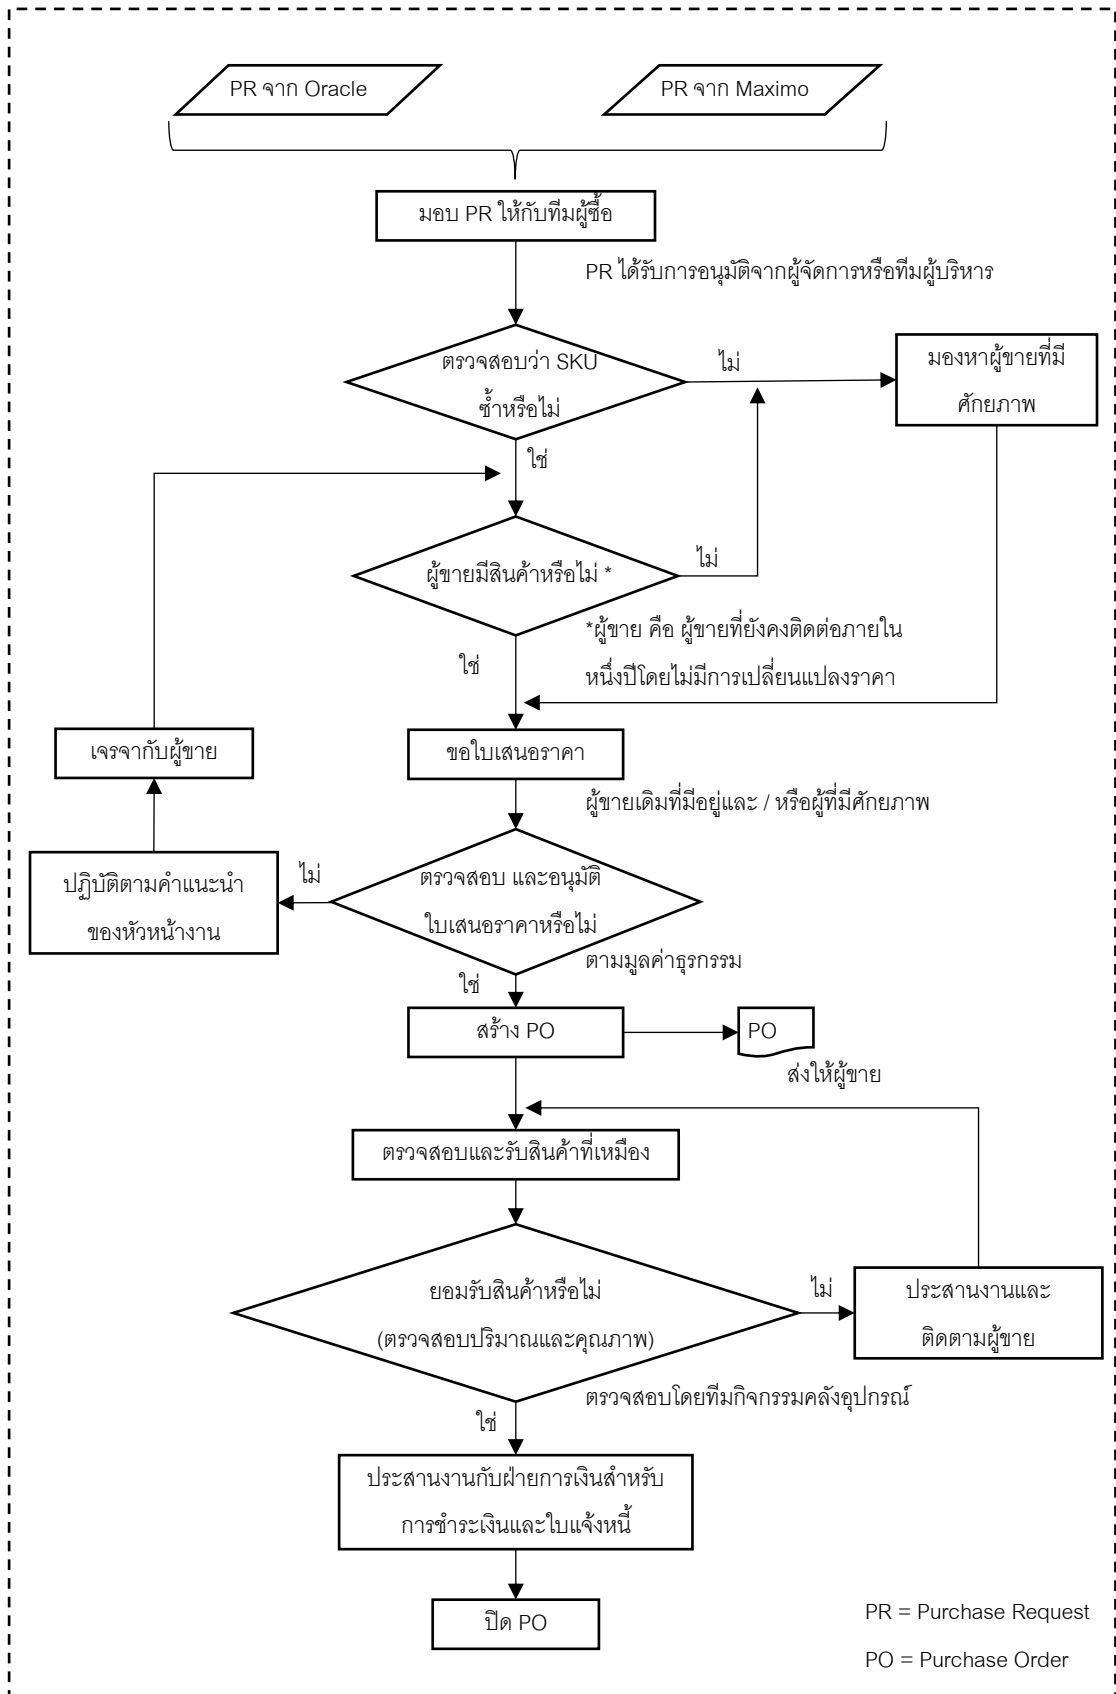 PR จาก Oracle
PR จาก Maximo
มอบ PR ให้กับทีมผู้ซื้อ
PR ได้รับการอนุมัติจากผู้จัดการหรือทีมผู้บริหาร
ตรวจสอบว่า SKU
ซ้ำหรือไม่
ไม่
มองหาผู้ขายที่มี
ศักยภาพ
ใช่
ผู้ขายมีสินค้าหรือไม่ *
ไม่
*ผู้ขาย คือ ผู้ขายที่ยังคงติดต่อภายใน
หนึ่งปีโดยไม่มีการเปลี่ยนแปลงราคา
ใช่
เจรจากับผู้ขาย
ขอใบเสนอราคา
ผู้ขายเดิมที่มีอยู่และ / หรือผู้ที่มีศักยภาพ
ปฏิบัติตามคำแนะนำ
ของหัวหน้างาน
ไม่
ตรวจสอบ และอนุมัติ
ใบเสนอราคาหรือไม่
ตามมูลค่าธุรกรรม
ใช่
สร้าง PO
PO
ส่งให้ผู้ขาย
ตรวจสอบและรับสินค้าที่เหมือง
ยอมรับสินค้าหรือไม่
(ตรวจสอบปริมาณและคุณภาพ)
ไม่
ประสานงานและ
ติดตามผู้ขาย
ตรวจสอบโดยทีมกิจกรรมคลังอุปกรณ์
ใช่
ประสานงานกับฝ่ายการเงินสำหรับ
การชำระเงินและใบแจ้งหนี้
ปิด PO
PR = Purchase Request
PO = Purchase Order